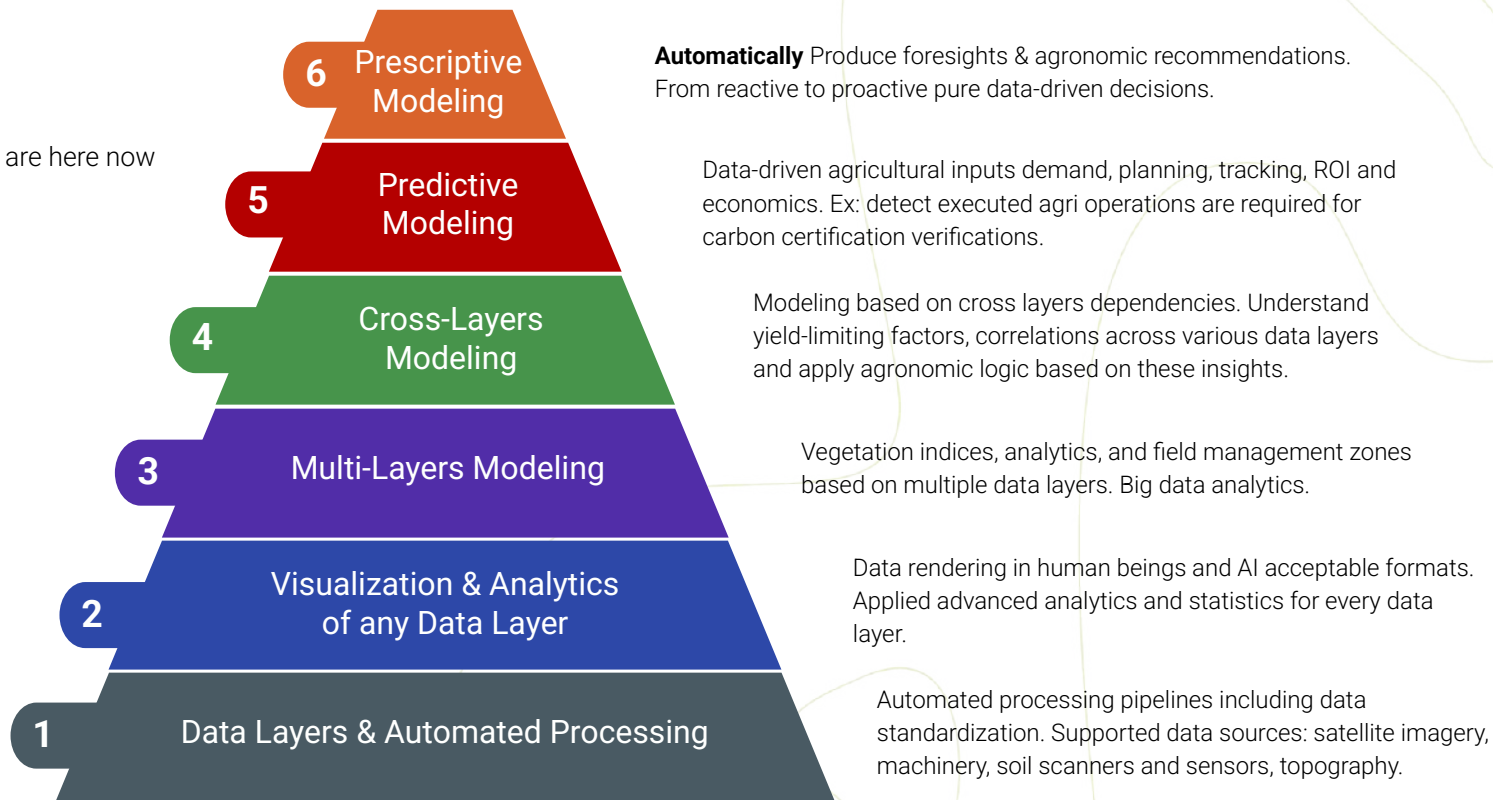 6
Prescriptive
Modeling
Automatically Produce foresights & agronomic recommendations.
From reactive to proactive pure data-driven decisions.
are here now
5
Predictive
Modeling
Data-driven agricultural inputs demand, planning, tracking, ROI and
economics. Ex: detect executed agri operations are required for
carbon certification verifications.
4
Cross-Layers
Modeling
Modeling based on cross layers dependencies. Understand
yield-limiting factors, correlations across various data layers
and apply agronomic logic based on these insights.
3
Multi-Layers Modeling
Vegetation indices, analytics, and field management zones
based on multiple data layers. Big data analytics.
2
Visualization & Analytics
of any Data Layer
Data rendering in human beings and AI acceptable formats.
Applied advanced analytics and statistics for every data
layer.
1
Data Layers & Automated Processing
Automated processing pipelines including data
standardization. Supported data sources: satellite imagery,
machinery, soil scanners and sensors, topography.